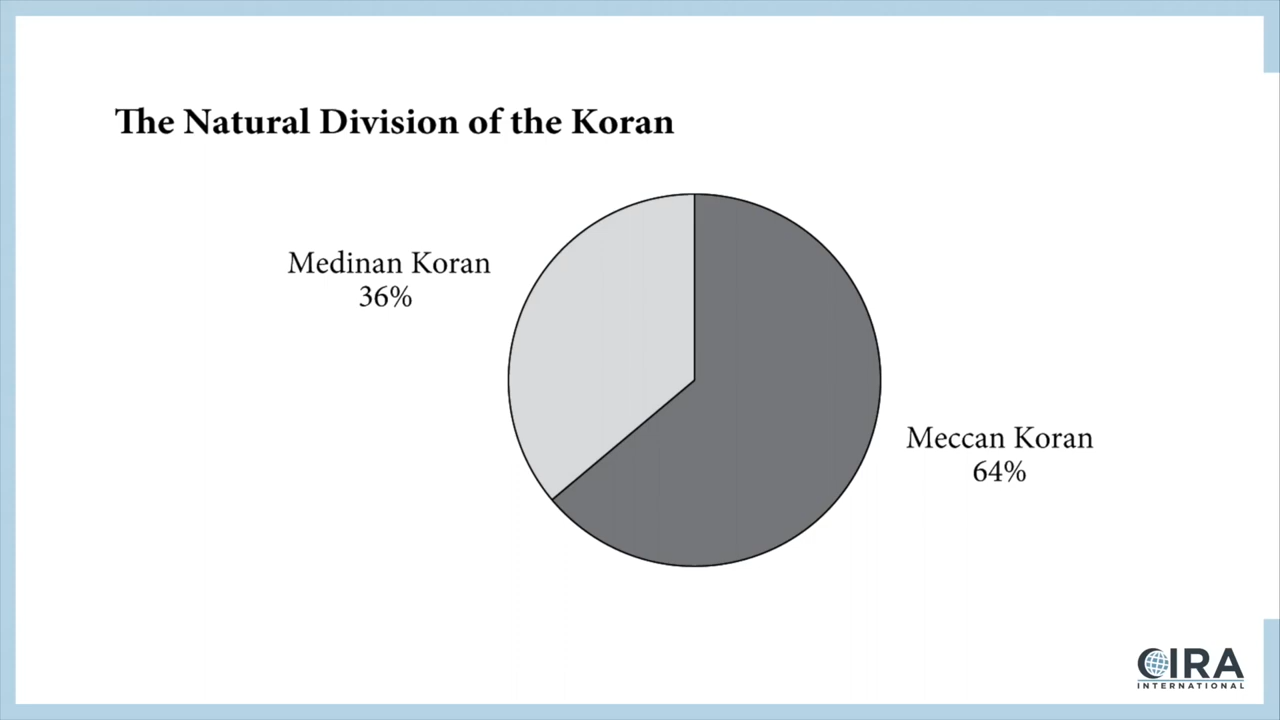 The Natural Division of the Koran
Medinan Koran
36%
Meccan Koran
64%
CIRA
INTERNATIONAL